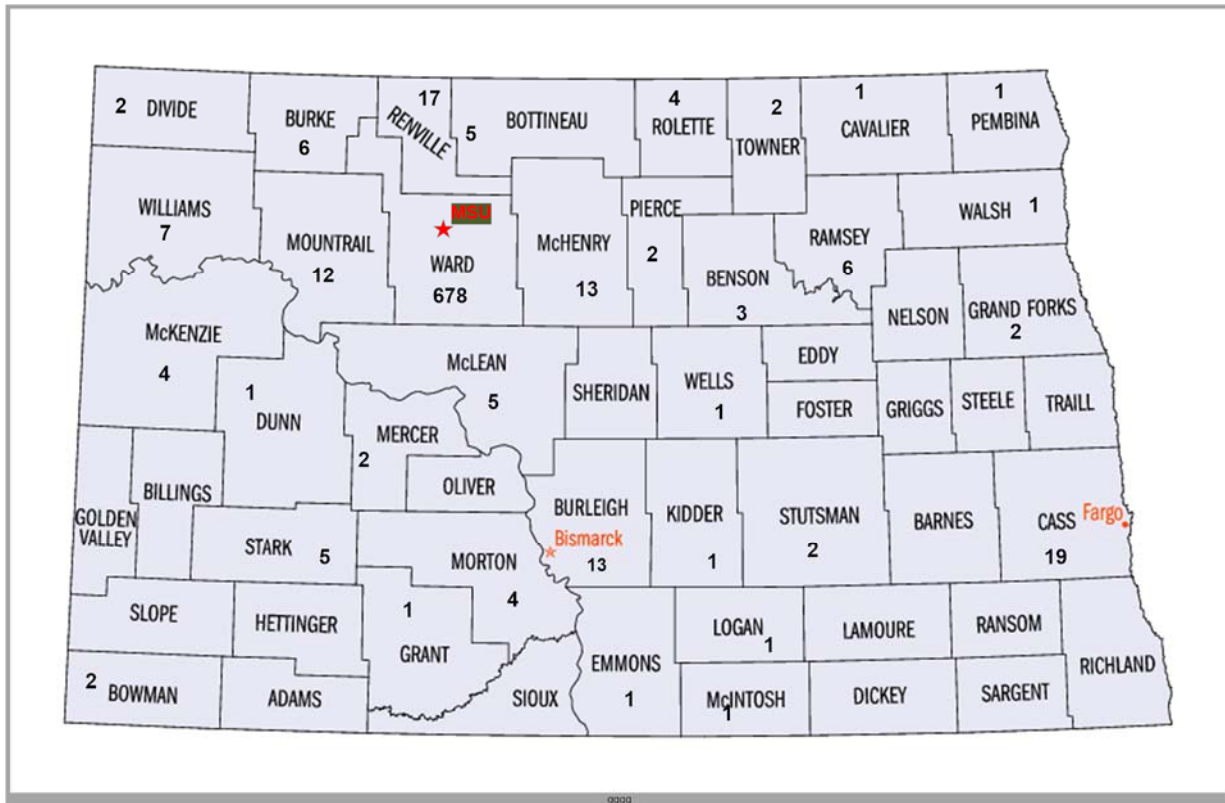 2 DIVIDE
BURKE
6
17
RENVILLE
5 BOTTINEAU
4
ROLETTE
2
TOWNER
1
CAVALIER
1
PEMBINA
WILLIAMS
7
MOUNTRAIL
12
MSU
WARD
678
McHENRY
13
PIERCE
2
BENSON
3
RAMSEY
6
WALSH 1
NELSON
GRAND FORKS
2
McKENZIE
4
1
DUNN
McLEAN
5
SHERIDAN
WELLS
1
EDDY
FOSTER
GRIGGS
STEELE
TRAILL
MERCER
2
OLIVER
GOLDEN
VALLEY
BILLINGS
STARK 5
MORTON
4
BURLEIGH
Bismarck
13
KIDDER
1
STUTSMAN
2
BARNES
CASS
Fargo
19
SLOPE
HETTINGER
1
GRANT
2 BOWMAN
ADAMS
SIOUX
EMMONS
1
LOGAN
1
McINTOSH
1
LAMOURE
DICKEY
RANSOM
SARGENT
RICHLAND